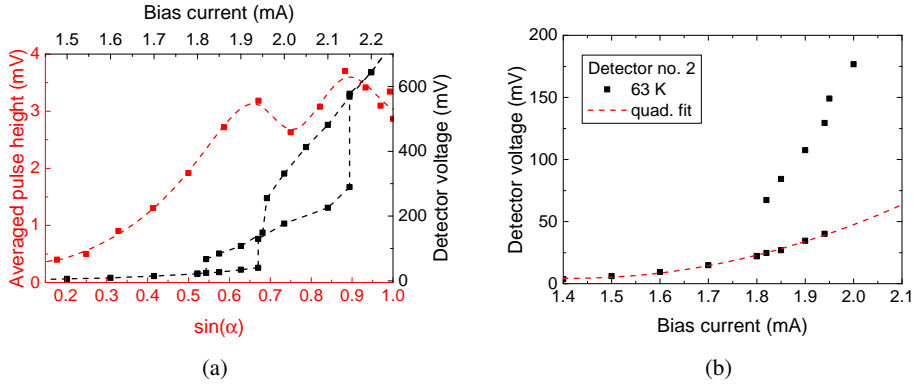 Bias current (mA)
1.5 1.6 1.7 1.8 1.9 2.0 2.1 2.2
Averaged pulse height (mV)
4
3
2
1
0
600
400
200
0
Detector voltage (mV)
0.2 0.3 0.4 0.5 0.6 0.7 0.8 0.9 1.0
sin(α)
(a)
Detector voltage (mV)
200
175
150
125
100
75
50
25
0
Detector no. 2
63 K
quad. fit
1.4 1.5 1.6 1.7 1.8 1.9 2.0 2.1
Bias current (mA)
(b)